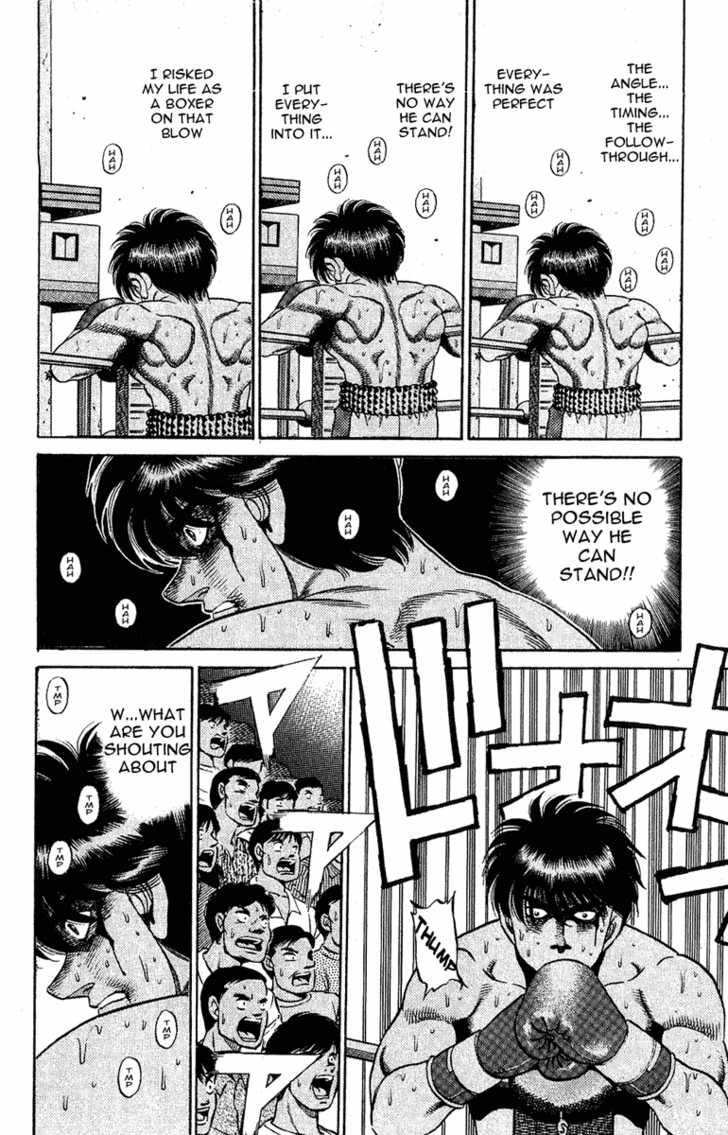 THE
ANGLE...
THE
TIMING...
THE
FOLLOW-
THROUGH...
EVERY-
THING WAS
PERFECT
HAH
HAH
HAH
HAH
HAH
THERE'S
NO WAY
HE CAN
STAND!
I PUT
EVERY-
THING
INTO IT...
HAH
HAH
HAH
I RISKED
MY LIFE AS
A BOXER
ON THAT
BLOW
HAH
HAH
THERE'S NO
POSSIBLE
WAY HE
CAN
STAND!!
HAH
HAH
HAH
HAH
HAH
ドォオ
THUMP
W...WHAT
ARE YOU
SHOUTING
ABOUT
TMP
TMP
TMP
TMP
TMP